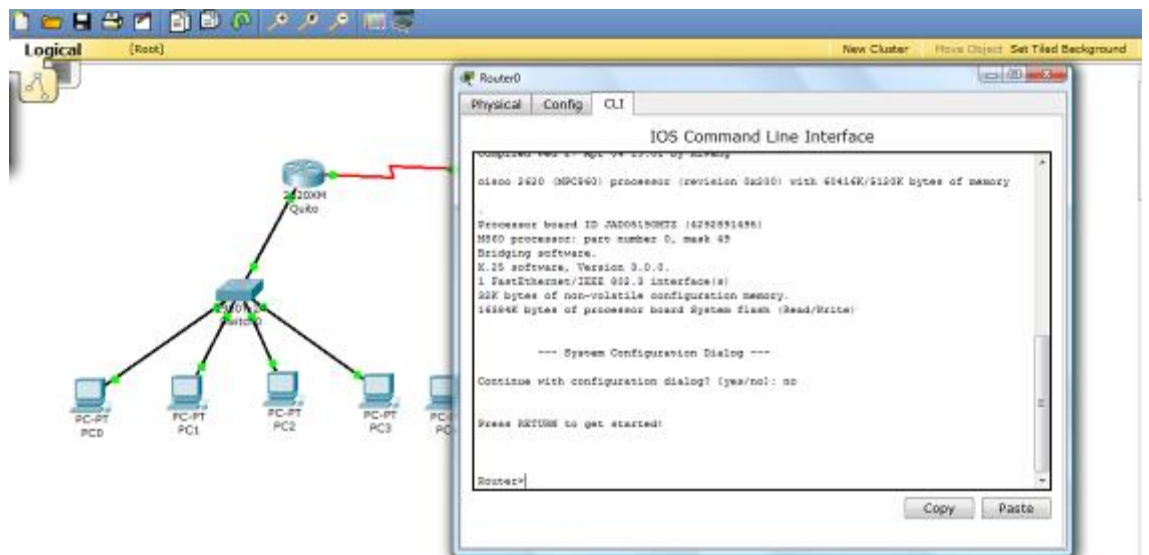 Logical [Root] New Cluster Move Object Set Tiled Background
Router0
Physical Config CLI
IOS Command Line Interface
cisco 2620 (MPC860) processor (revision 0x200) with 60416K/5120K bytes of memory
.
Processor board ID (4292891495)
M860 processor: part number 0, mask 49
Bridging software.
X.25 software, Version 3.0.0.
1 FastEthernet/IEEE 802.3 interface(s)
32K bytes of non-volatile configuration memory.
16384K bytes of processor board System flash (Read/Write)
--- System Configuration Dialog ---
Continue with configuration dialog? [yes/no]: no
Press RETURN to get started!
Router>
Copy Paste
Quito
Switch0
PC-PT
PC0
PC-PT
PC1
PC-PT
PC2
PC-PT
PC3